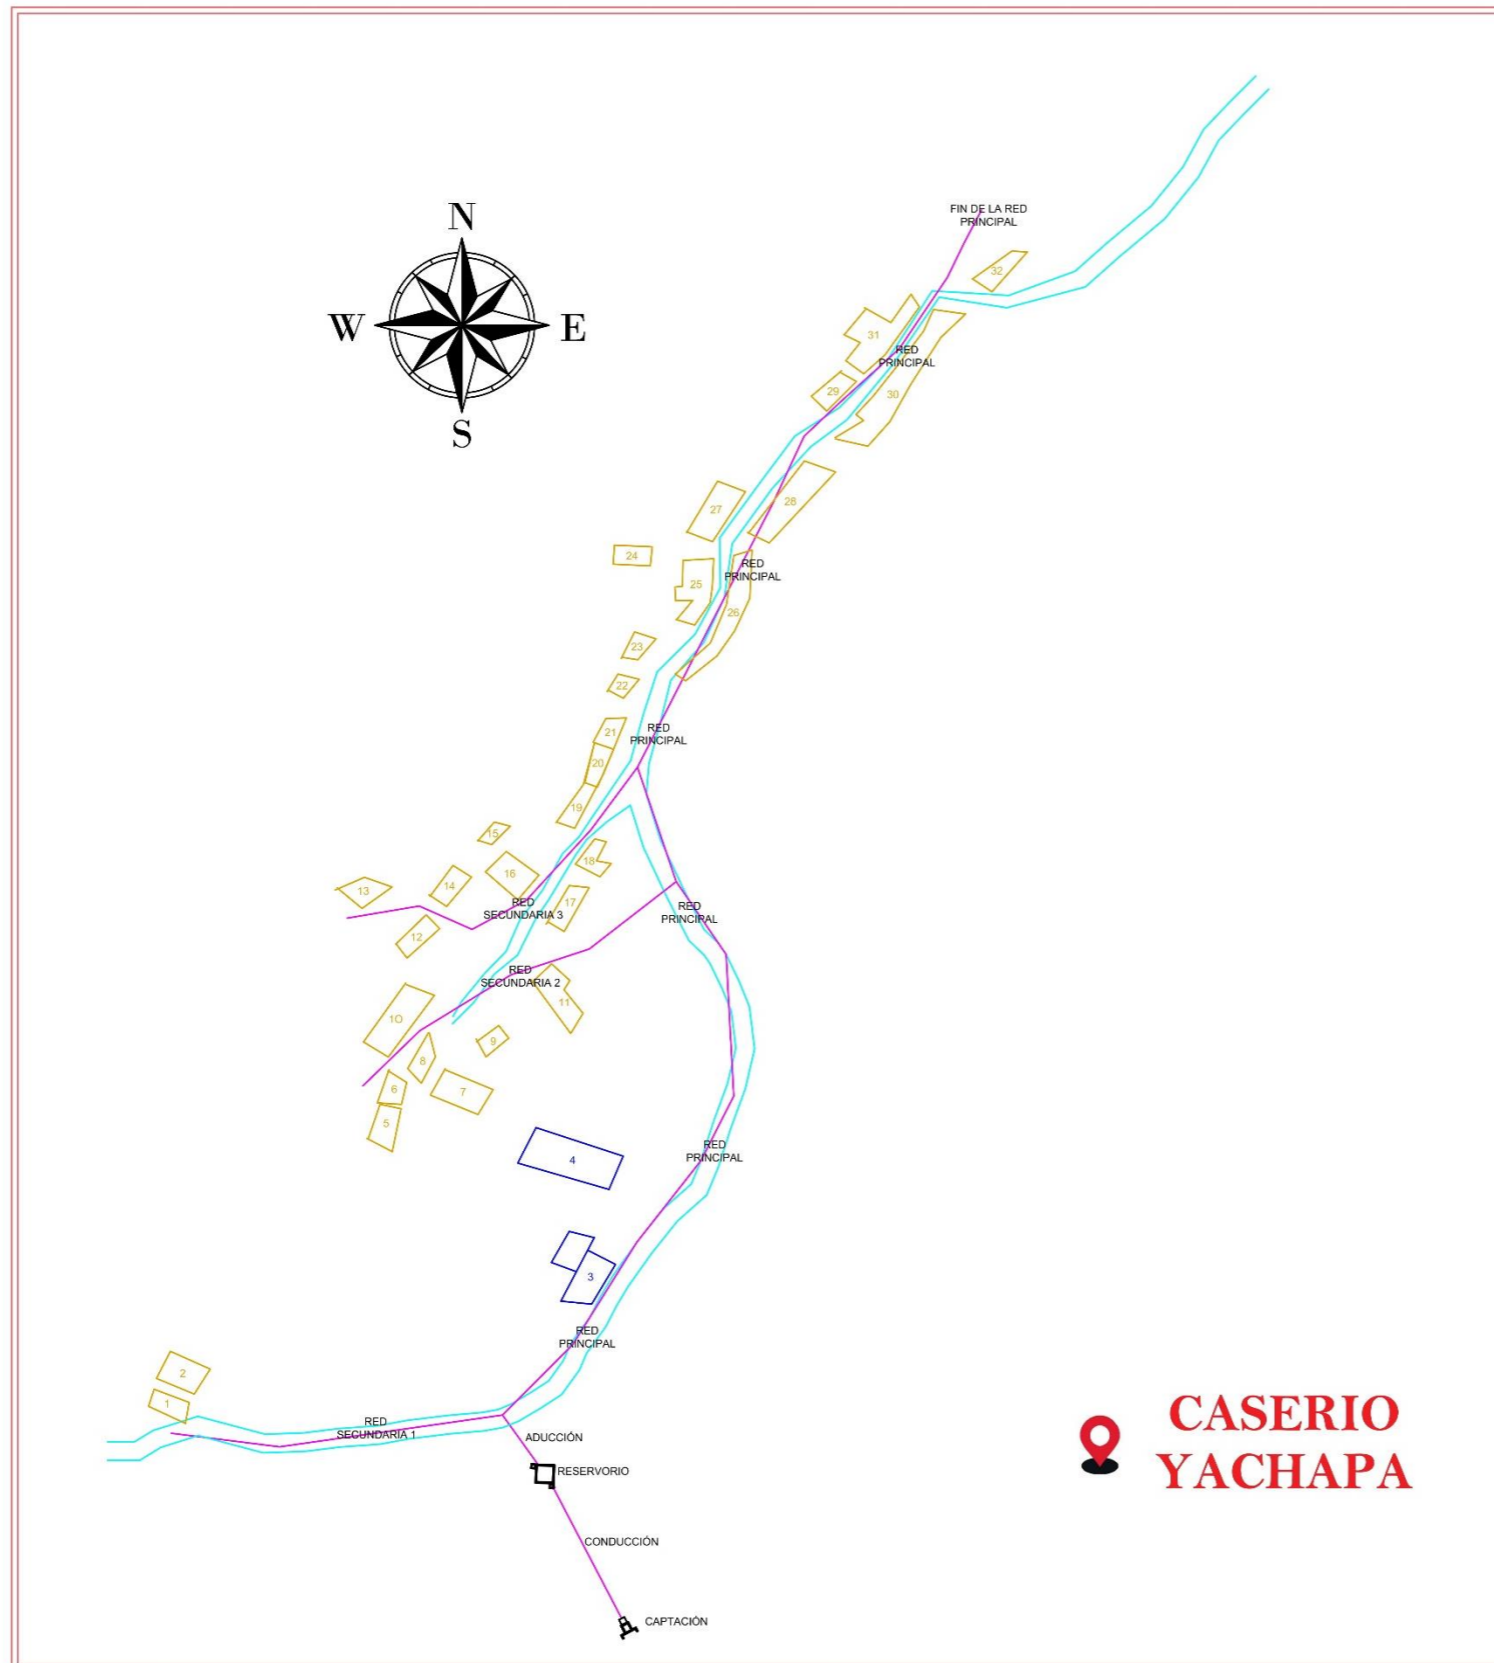 N
W
E
S
FIN DE LA RED
PRINCIPAL
32
31
RED
PRINCIPAL
29
30
27
28
24
25
RED
PRINCIPAL
26
23
22
21
RED
PRINCIPAL
20
19
15
18
16
14
13
17
RED
SECUNDARIA 3
RED
PRINCIPAL
12
RED
SECUNDARIA 2
11
10
9
8
7
6
5
4
RED
PRINCIPAL
3
RED
PRINCIPAL
2
1
RED
SECUNDARIA 1
ADUCCIÓN
RESERVORIO
CONDUCCIÓN
CAPTACIÓN
CASERIO
YACHAPA